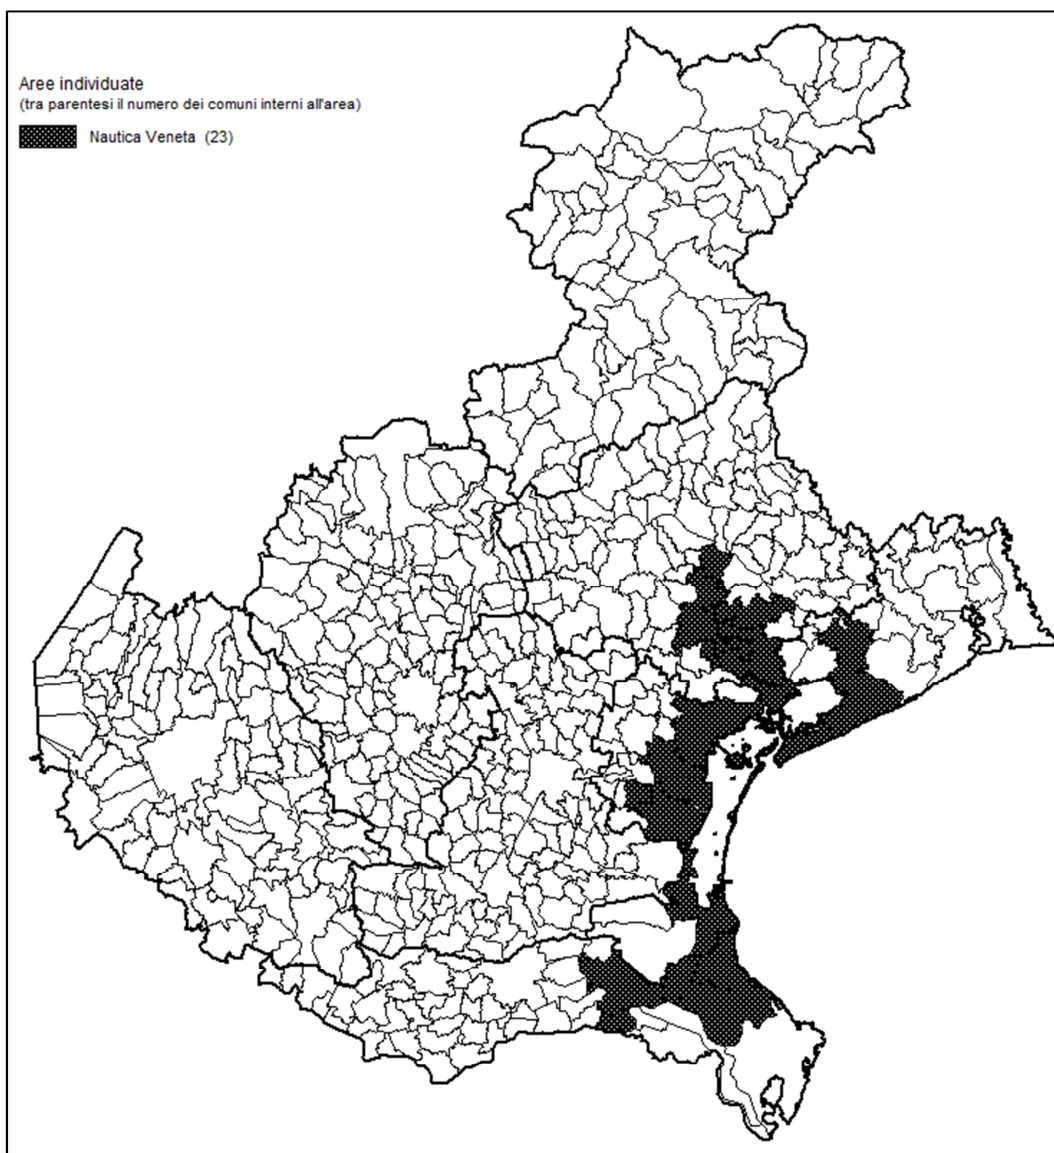 Aree individuate
(tra parentesi il numero dei comuni interni all'area)
Nautica Veneta (23)